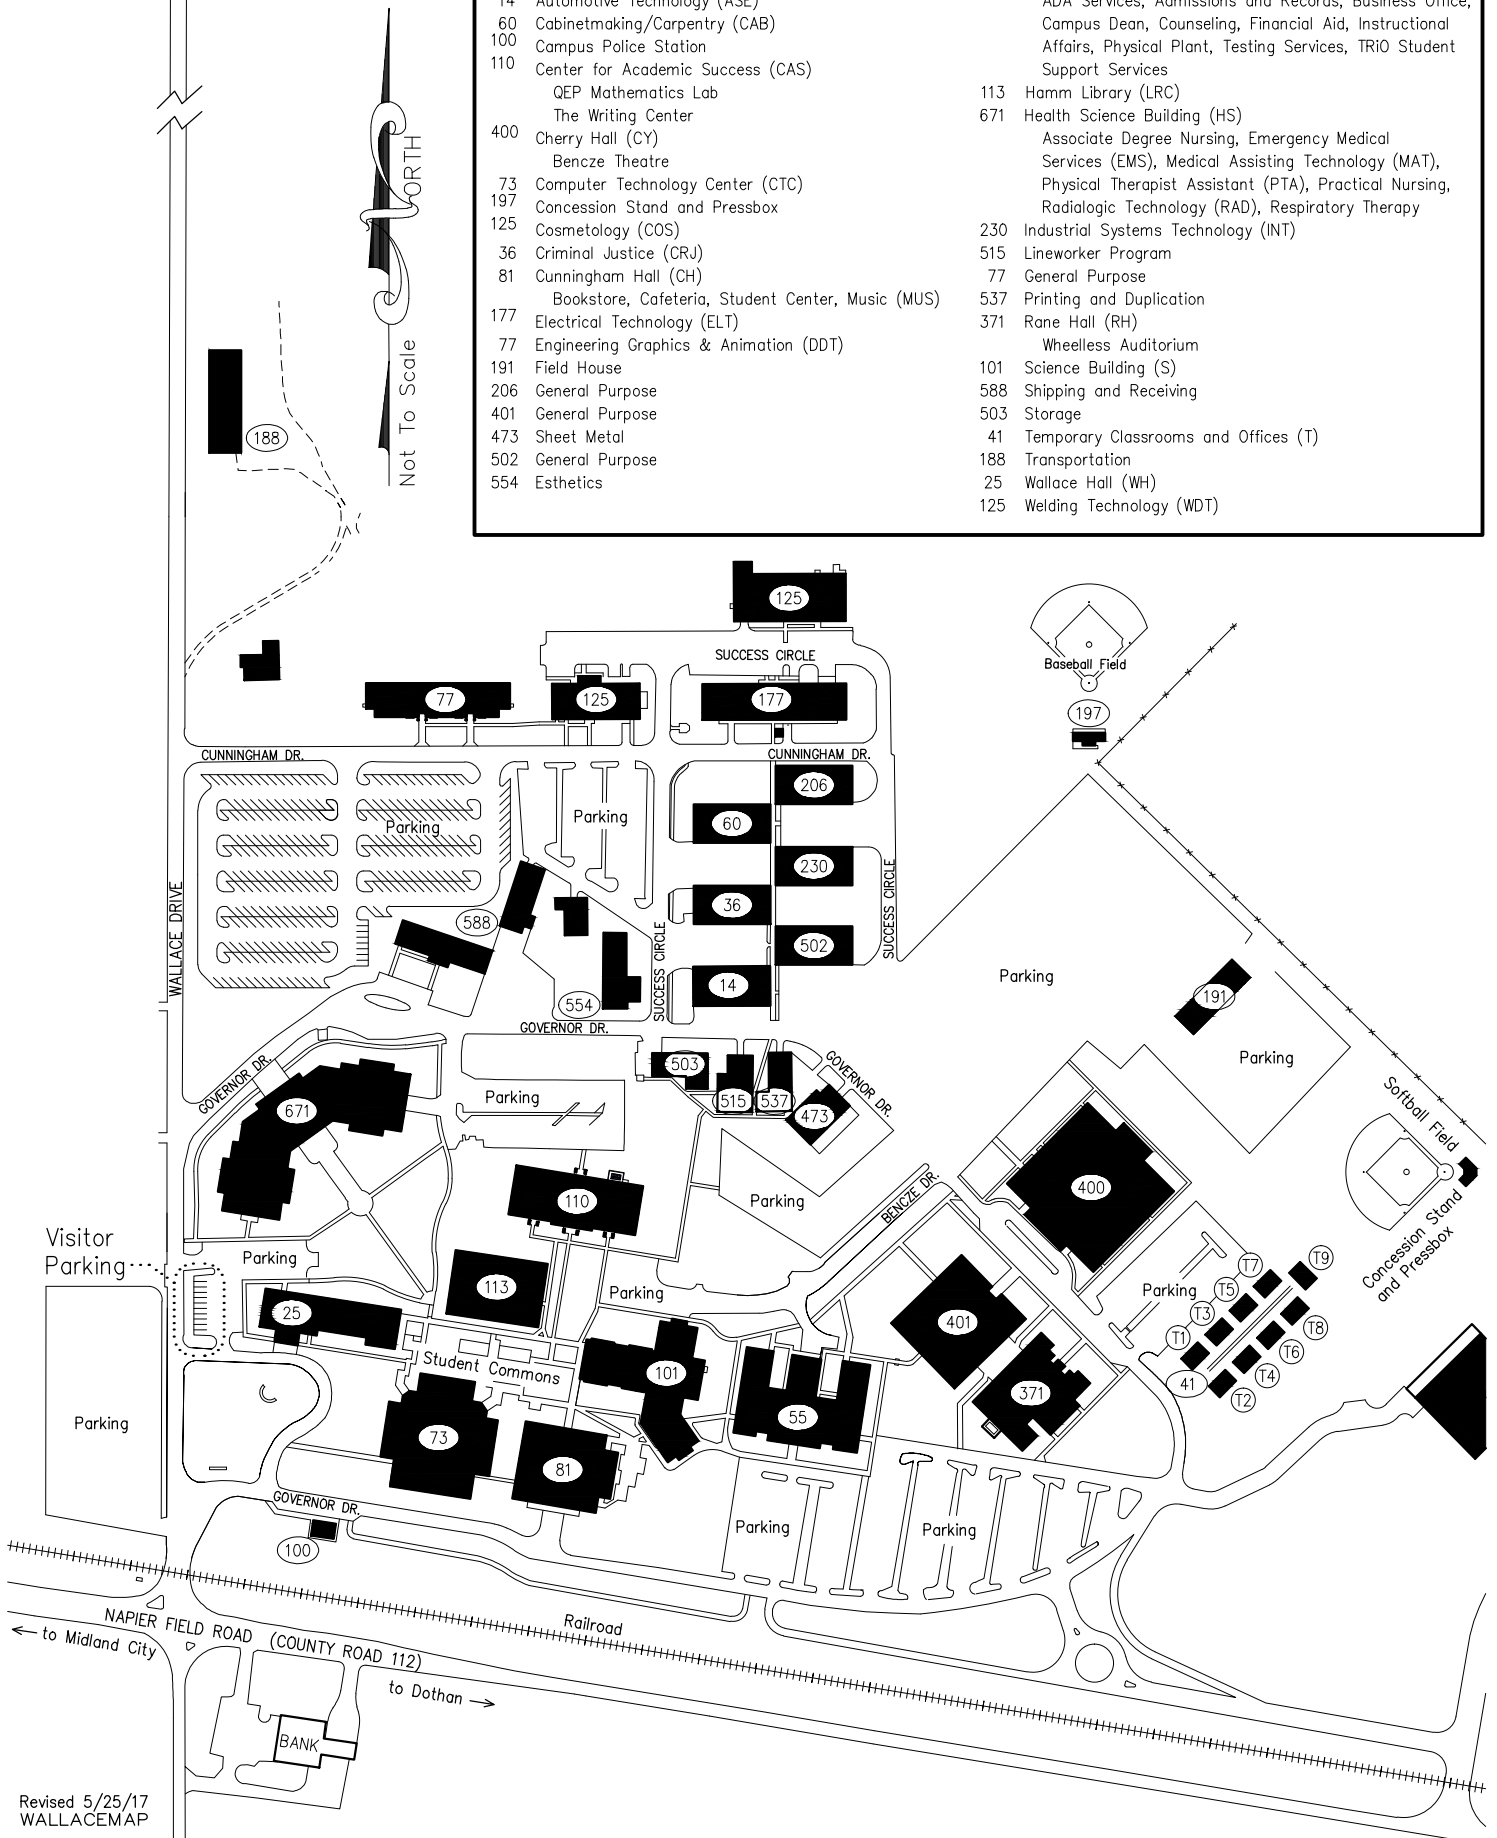 14 Automotive Technology (ASE)
60 Cabinetmaking/Carpentry (CAB)
100 Campus Police Station
110 Center for Academic Success (CAS)
QEP Mathematics Lab
The Writing Center
400 Cherry Hall (CY)
Bencze Theatre
73 Computer Technology Center (CTC)
197 Concession Stand and Pressbox
125 Cosmetology (COS)
36 Criminal Justice (CRJ)
81 Cunningham Hall (CH)
Bookstore, Cafeteria, Student Center, Music (MUS)
177 Electrical Technology (ELT)
77 Engineering Graphics & Animation (DDT)
191 Field House
206 General Purpose
401 General Purpose
473 Sheet Metal
502 General Purpose
554 Esthetics
ADA Services, Admissions and Records, Business Office,
Campus Dean, Counseling, Financial Aid, Instructional
Affairs, Physical Plant, Testing Services, TRiO Student
Support Services
113 Hamm Library (LRC)
671 Health Science Building (HS)
Associate Degree Nursing, Emergency Medical
Services (EMS), Medical Assisting Technology (MAT),
Physical Therapist Assistant (PTA), Practical Nursing,
Radialogic Technology (RAD), Respiratory Therapy
230 Industrial Systems Technology (INT)
515 Lineworker Program
77 General Purpose
537 Printing and Duplication
371 Rane Hall (RH)
Wheelless Auditorium
101 Science Building (S)
588 Shipping and Receiving
503 Storage
41 Temporary Classrooms and Offices (T)
188 Transportation
25 Wallace Hall (WH)
125 Welding Technology (WDT)
NORTH
Not To Scale
188
125
SUCCESS CIRCLE
Baseball Field
77
125
177
197
CUNNINGHAM DR.
CUNNINGHAM DR.
206
Parking
Parking
60
230
WALLACE DRIVE
588
36
SUCCESS CIRCLE
SUCCESS CIRCLE
502
Parking
14
191
554
GOVERNOR DR.
Parking
503
GOVERNOR DR.
GOVERNOR DR.
671
Parking
515
537
473
Softball Field
110
Parking
BENCZE DR.
400
Concession Stand
and Pressbox
Visitor
Parking
Parking
113
Parking
Parking
T9
T7
T5
T3
T1
T8
T6
T4
T2
41
25
401
Student Commons
101
371
Parking
73
55
81
GOVERNOR DR.
Parking
Parking
100
Railroad
NAPIER FIELD ROAD (COUNTY ROAD 112)
← to Midland City
to Dothan →
BANK
Revised 5/25/17
WALLACEMAP